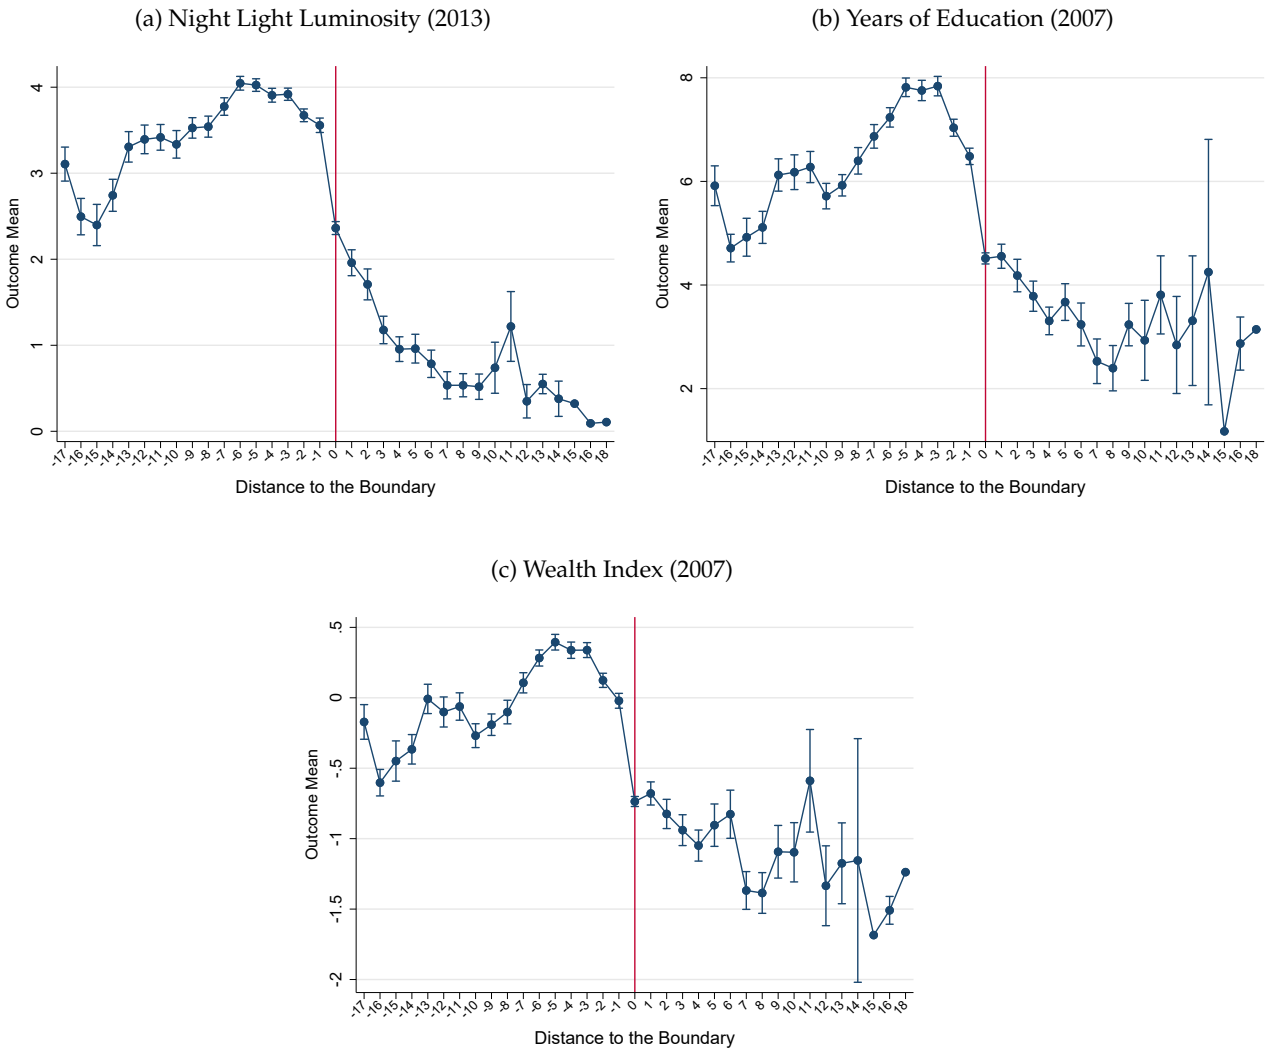 (a) Night Light Luminosity (2013)
4
3
2
1
0
Outcome Mean
-17 -16 -15 -14 -13 -12 -11 -10 -9 -8 -7 -6 -5 -4 -3 -2 -1 0 1 2 3 4 5 6 7 8 9 10 11 12 13 14 15 16 18
Distance to the Boundary
(b) Years of Education (2007)
8
6
4
2
Outcome Mean
-17 -16 -15 -14 -13 -12 -11 -10 -9 -8 -7 -6 -5 -4 -3 -2 -1 0 1 2 3 4 5 6 7 8 9 10 11 12 13 14 15 16 18
Distance to the Boundary
(c) Wealth Index (2007)
.5
0
-.5
-1
-1.5
-2
Outcome Mean
-17 -16 -15 -14 -13 -12 -11 -10 -9 -8 -7 -6 -5 -4 -3 -2 -1 0 1 2 3 4 5 6 7 8 9 10 11 12 13 14 15 16 18
Distance to the Boundary